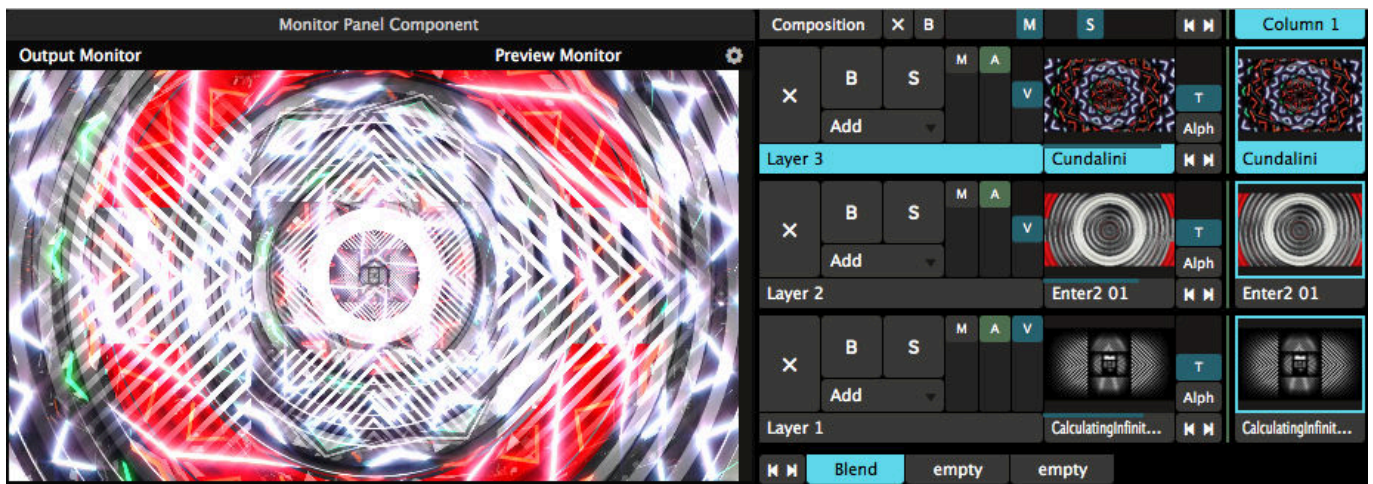 Monitor Panel Component
Output Monitor Preview Monitor
Composition X B M S Column 1
B S M A V T
Add Alph
Layer 3 Cundalini Cundalini
B S M A V T
Add Alph
Layer 2 Enter2 01 Enter2 01
B S M A V T
Add Alph
Layer 1 CalculatingInfinit... CalculatingInfinit...
Blend empty empty